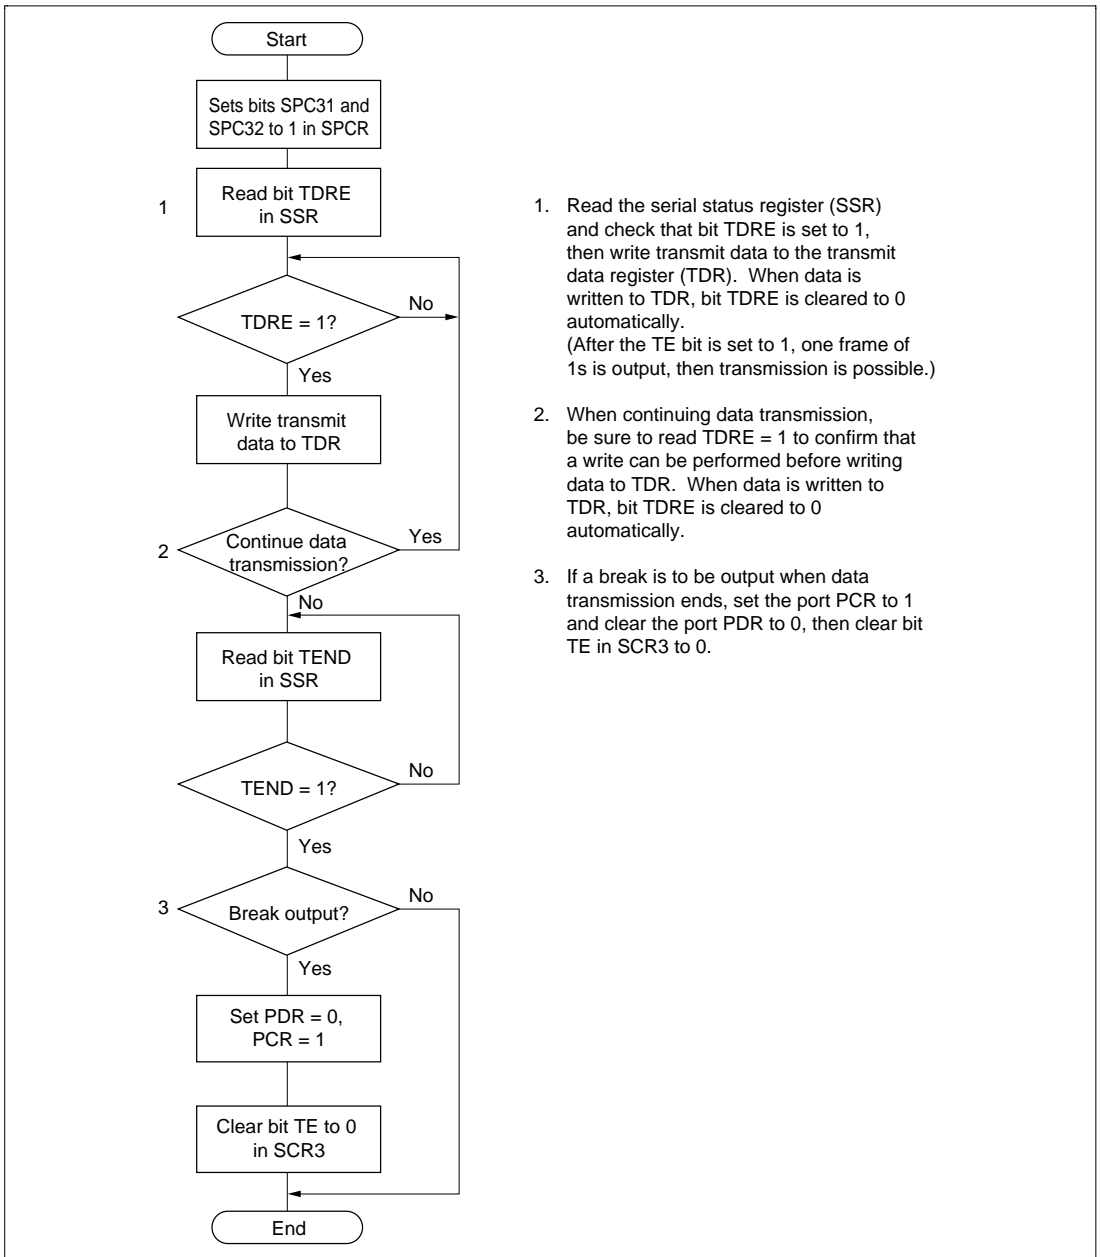 Start
Sets bits SPC31 and
SPC32 to 1 in SPCR
1
Read bit TDRE
in SSR
TDRE = 1?
No
Yes
Write transmit
data to TDR
2
Continue data
transmission?
Yes
No
Read bit TEND
in SSR
TEND = 1?
No
Yes
3
Break output?
No
Yes
Set PDR = 0,
PCR = 1
Clear bit TE to 0
in SCR3
End
1. Read the serial status register (SSR)
and check that bit TDRE is set to 1,
then write transmit data to the transmit
data register (TDR). When data is
written to TDR, bit TDRE is cleared to 0
automatically.
(After the TE bit is set to 1, one frame of
1s is output, then transmission is possible.)
2. When continuing data transmission,
be sure to read TDRE = 1 to confirm that
a write can be performed before writing
data to TDR. When data is written to
TDR, bit TDRE is cleared to 0
automatically.
3. If a break is to be output when data
transmission ends, set the port PCR to 1
and clear the port PDR to 0, then clear bit
TE in SCR3 to 0.